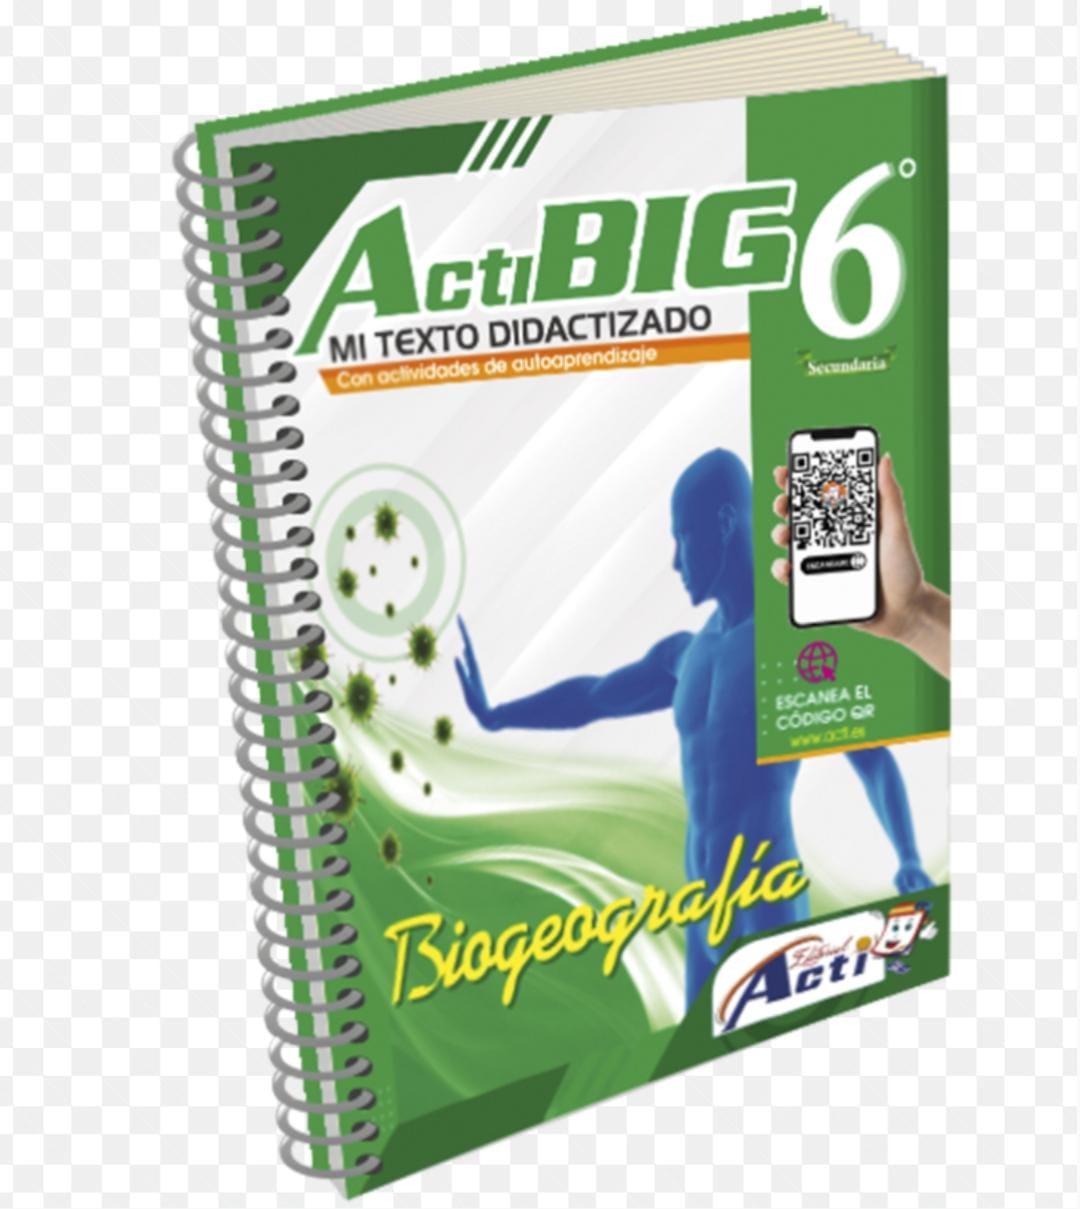 ActiBIG 6°
MI TEXTO DIDACTIZADO
Con actividades de autoaprendizaje
Secundaria
ESCANEA EL
CÓDIGO QR
www.acti.es
Biogeografía
Editorial
Acti